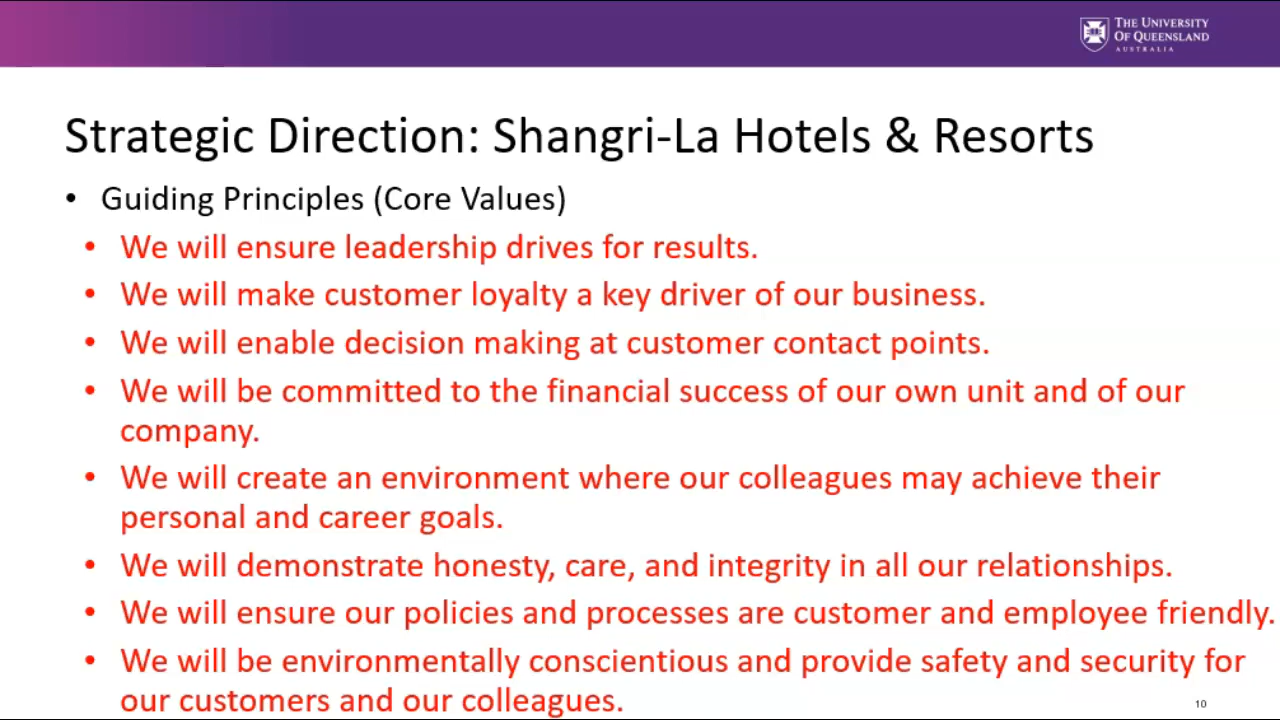 THE UNIVERSITY
OF QUEENSLAND
AUSTRALIA
Strategic Direction: Shangri-La Hotels & Resorts
• Guiding Principles (Core Values)
• We will ensure leadership drives for results.
• We will make customer loyalty a key driver of our business.
• We will enable decision making at customer contact points.
• We will be committed to the financial success of our own unit and of our
company.
• We will create an environment where our colleagues may achieve their
personal and career goals.
• We will demonstrate honesty, care, and integrity in all our relationships.
• We will ensure our policies and processes are customer and employee friendly.
• We will be environmentally conscientious and provide safety and security for
our customers and our colleagues.
10